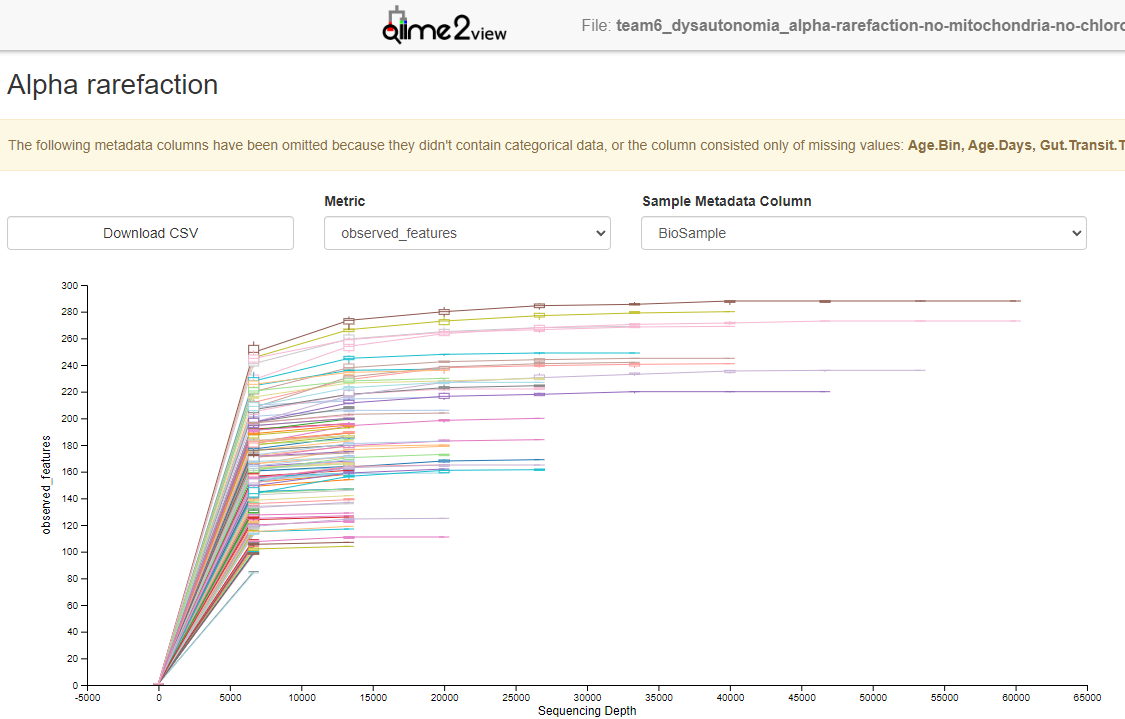 qiime2view
File: team6_dysautonomia_alpha-rarefaction-no-mitochondria-no-chloro
Alpha rarefaction
The following metadata columns have been omitted because they didn't contain categorical data, or the column consisted only of missing values: Age.Bin, Age.Days, Gut.Transit.T
Metric
Sample Metadata Column
Download CSV
observed_features
BioSample
300
280
260
240
220
200
180
160
140
120
100
80
60
40
20
0
observed_features
-5000 0 5000 10000 15000 20000 25000 30000 35000 40000 45000 50000 55000 60000 65000
Sequencing Depth